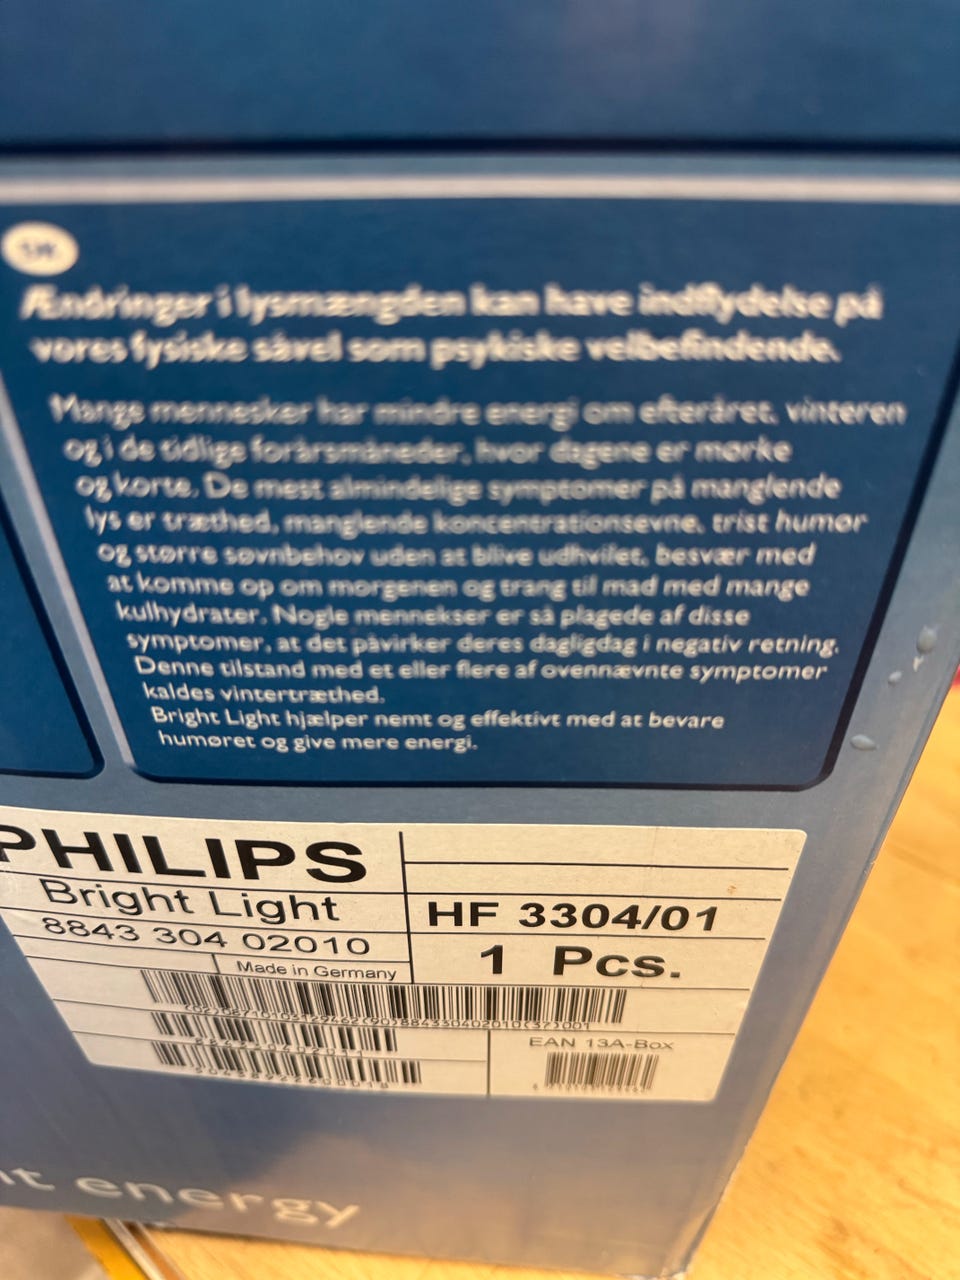 Ændringer i lysmængden kan have indflydelse på
vores fysiske såvel som psykiske velbefindende.
Mange mennesker har mindre energi om efteråret, vinteren
og i de tidlige forårsmåneder, hvor dagene er mørke
og korte. De mest almindelige symptomer på manglende
lys er træthed, manglende koncentrationsevne, trist humør
og større søvnbehov uden at blive udhvilet, besvær med
at komme op om morgenen og trang til mad med mange
kulhydrater. Nogle mennekser er så plagede af disse
symptomer, at det påvirker deres dagligdag i negativ retning.
Denne tilstand med et eller flere af ovennævnte symptomer
kaldes vintertræthed.
Bright Light hjælper nemt og effektivt med at bevare
humøret og give mere energi.
PHILIPS
Bright Light
HF 3304/01
8843 304 02010
1 Pcs.
Made in Germany
EAN 13A-Box
energy